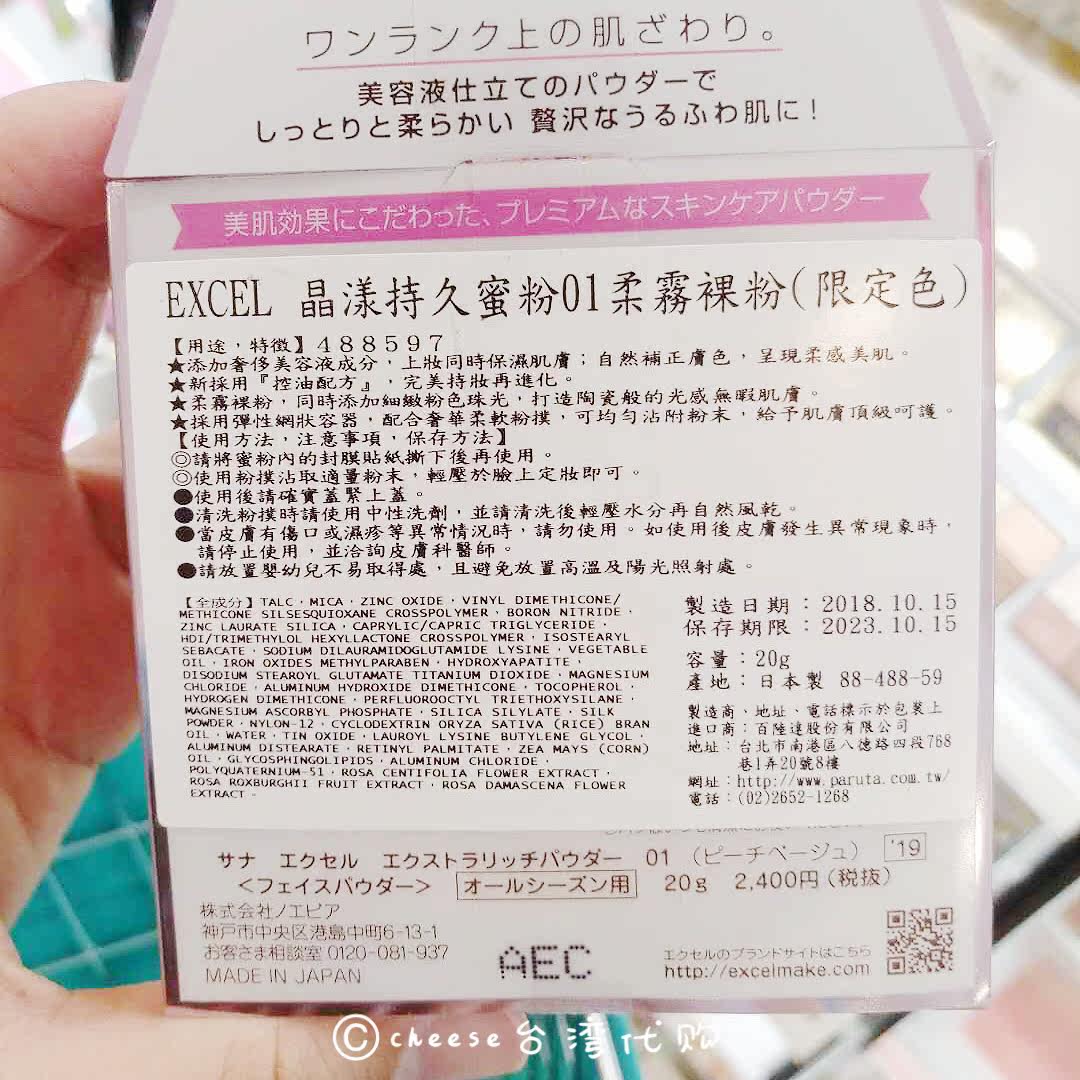 ワンランク上の肌ざわり。
美容液仕立てのパウダーで
しっとりと柔らかい 贅沢なうるふわ肌に!
美肌効果にこだわった、プレミアムなスキンケアパウダー
EXCEL 晶漾持久蜜粉01柔霧裸粉(限定色)
【用途,特徵】488597
★添加奢侈美容液成分,上妝同時保濕肌膚;自然補正膚色,呈現柔感美肌。
★新採用『控油配方』,完美持妝再進化。
★柔霧裸粉,同時添加細緻粉色珠光,打造陶瓷般的光感無暇肌膚。
★採用彈性網狀容器,配合奢華柔軟粉撲,可均勻沾附粉末,給予肌膚頂級呵護。
【使用方法,注意事項,保存方法】
◎請將蜜粉內的封膜貼紙撕下後再使用。
◎使用粉撲沾取適量粉末,輕壓於臉上定妝即可。
●使用後請確實蓋緊上蓋。
●清洗粉撲時請使用中性洗劑,並請清洗後輕壓水分再自然風乾。
●當皮膚有傷口或濕疹等異常情況時,請勿使用。如使用後皮膚發生異常現象時,
請停止使用,並洽詢皮膚科醫師。
●請放置嬰幼兒不易取得處,且避免放置高溫及陽光照射處。
【全成分】TALC・MICA・ZINC OXIDE・VINYL DIMETHICONE/
METHICONE SILSESQUIOXANE CROSSPOLYMER・BORON NITRIDE・
ZINC LAURATE SILICA・CAPRYLIC/CAPRIC TRIGLYCERIDE・
HDI/TRIMETHYLOL HEXYLLACTONE CROSSPOLYMER・ISOSTEARYL
SEBACATE・SODIUM DILAURAMIDOGLUTAMIDE LYSINE・VEGETABLE
OIL・IRON OXIDES METHYLPARABEN・HYDROXYAPATITE・
DISODIUM STEAROYL GLUTAMATE TITANIUM DIOXIDE・MAGNESIUM
CHLORIDE・ALUMINUM HYDROXIDE DIMETHICONE・TOCOPHEROL・
HYDROGEN DIMETHICONE・PERFLUOROOCTYL TRIETHOXYSILANE・
MAGNESIUM ASCORBYL PHOSPHATE・SILICA SILYLATE・SILK
POWDER・NYLON-12・CYCLODEXTRIN ORYZA SATIVA (RICE) BRAN
OIL・WATER・TIN OXIDE・LAUROYL LYSINE BUTYLENE GLYCOL・
ALUMINUM DISTEARATE・RETINYL PALMITATE・ZEA MAYS (CORN)
OIL・GLYCOSPHINGOLIPIDS・ALUMINUM CHLORIDE・
POLYQUATERNIUM-51・ROSA CENTIFOLIA FLOWER EXTRACT・
ROSA ROXBURGHII FRUIT EXTRACT・ROSA DAMASCENA FLOWER
EXTRACT。
製造日期:2018.10.15
保存期限:2023.10.15
容量:20g
產地:日本製 88-488-59
製造商、地址、電話標示於包裝上
進口商:百陸達股份有限公司
地址:台北市南港區八德路四段768
巷1弄20號8樓
網址:http://www.paruta.com.tw/
電話:(02)2652-1268
サナ エクセル エクストラリッチパウダー 01 (ピーチベージュ) '19
<フェイスパウダー> オールシーズン用 20g 2,400円(税抜)
株式会社ノエビア
神戸市中央区港島中町6-13-1
お客さま相談室 0120-081-937
MADE IN JAPAN
AEC
エクセルのブランドサイトはこちら
http://excelmake.com
©cheese台湾代购